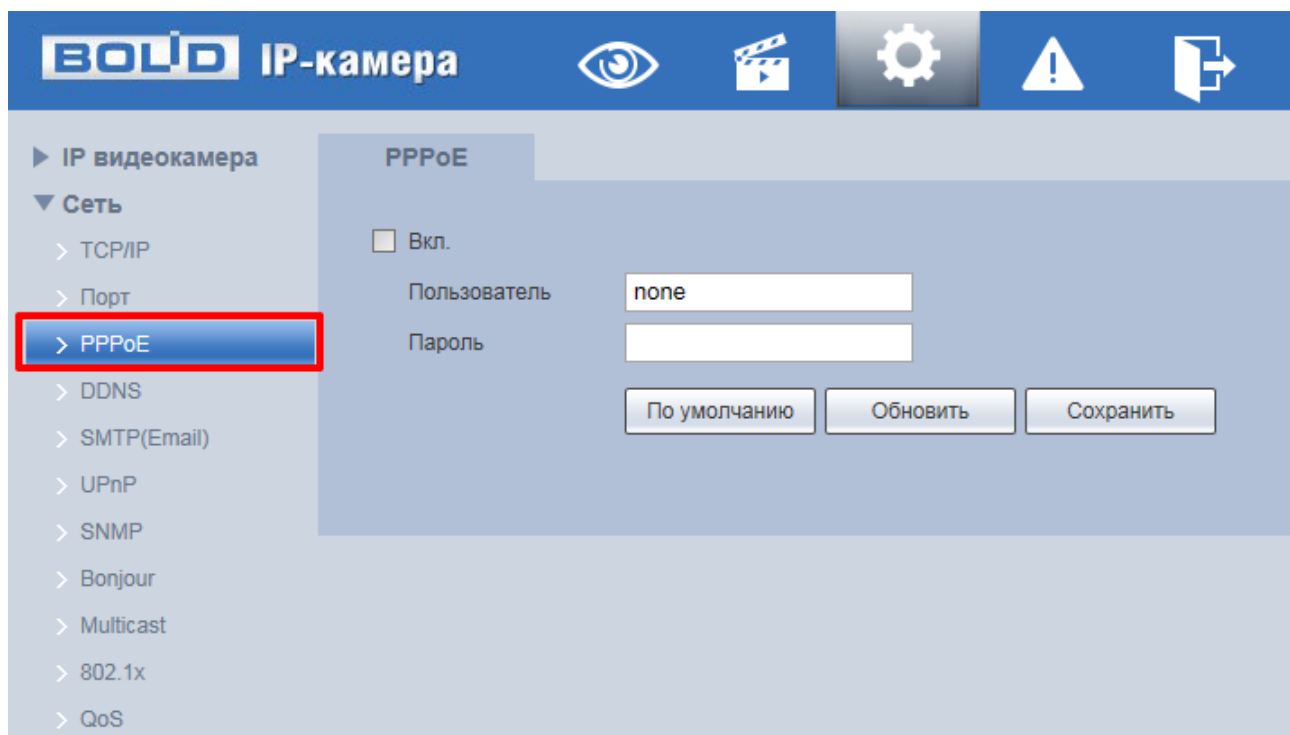 BOLID IP-камера
IP видеокамера
Сеть
TCP/IP
Порт
PPPoE
DDNS
SMTP(Email)
UPnP
SNMP
Bonjour
Multicast
802.1x
QoS
PPPoE
Вкл.
Пользователь none
Пароль
По умолчанию Обновить Сохранить